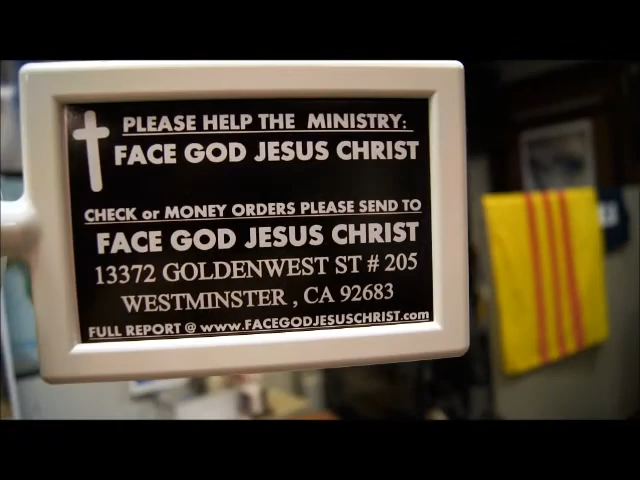 PLEASE HELP THE MINISTRY:
FACE GOD JESUS CHRIST
CHECK or MONEY ORDERS PLEASE SEND TO
FACE GOD JESUS CHRIST
13372 GOLDENWEST ST # 205
WESTMINSTER , CA 92683
FULL REPORT @ www.FACEGODJESUSCHRIST.com